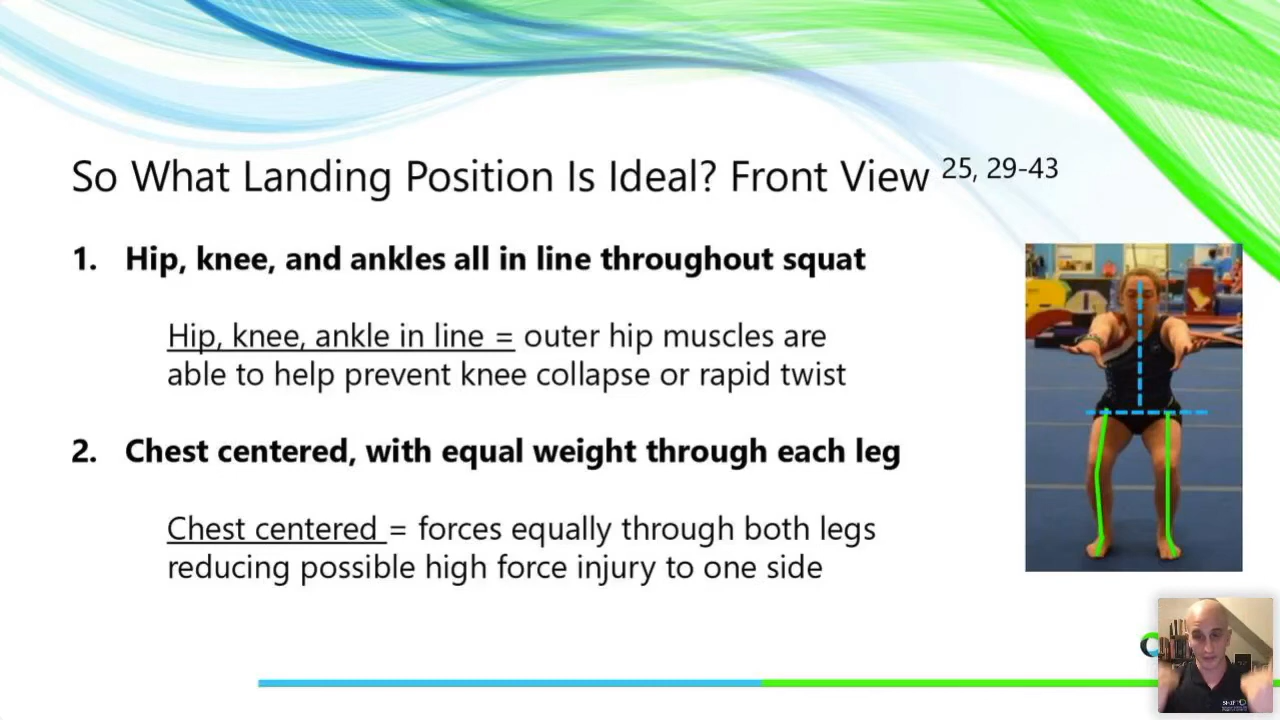 So What Landing Position Is Ideal? Front View 25, 29-43
1. Hip, knee, and ankles all in line throughout squat
Hip, knee, ankle in line = outer hip muscles are
able to help prevent knee collapse or rapid twist
2. Chest centered, with equal weight through each leg
Chest centered = forces equally through both legs
reducing possible high force injury to one side